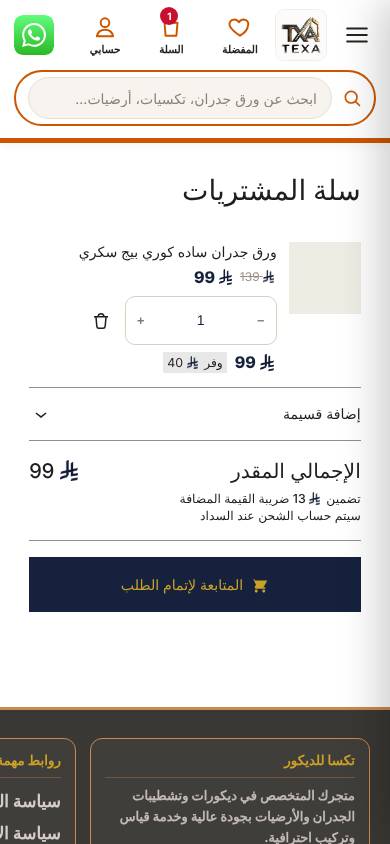 TEXA
المفضلة
1
السلة
حسابي
ابحث عن ورق جدران، تكسيات، أرضيات...
سلة المشتريات
ورق جدران ساده كوري بيج سكري
139 99
− 1 +
99 وفر 40
إضافة قسيمة
الإجمالي المقدر 99
تضمين 13 ضريبة القيمة المضافة
سيتم حساب الشحن عند السداد
المتابعة لإتمام الطلب
تكسا للديكور
متجرك المتخصص في ديكورات وتشطيبات
الجدران والأرضيات بجودة عالية وخدمة قياس
وتركيب احترافية.
روابط مهمة
سياسة
سياسة